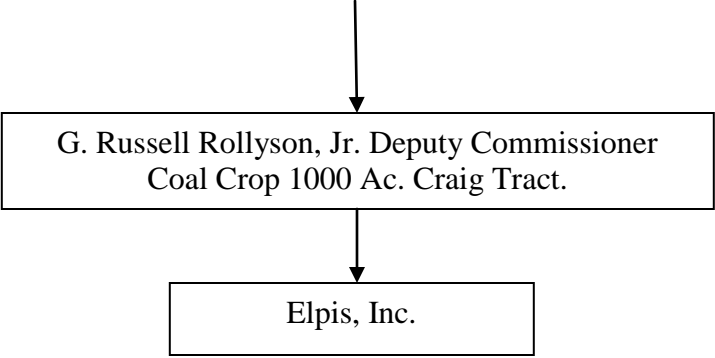 G. Russell Rollyson, Jr. Deputy Commissioner
Coal Crop 1000 Ac. Craig Tract.
Elpis, Inc.